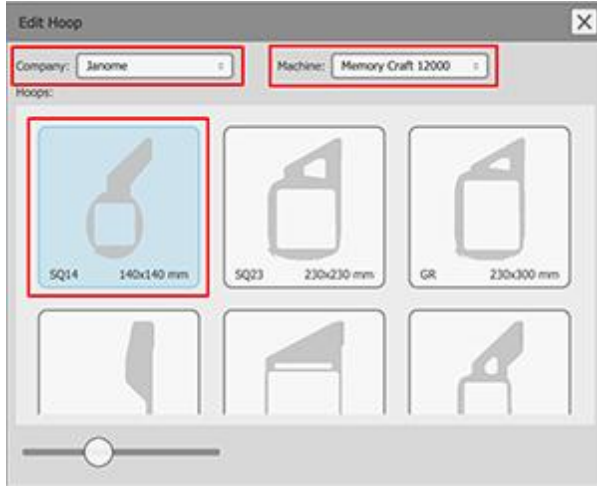 Edit Hoop
Company: Janome Machine: Memory Craft 12000
Hoops:
SQ14 140x140 mm SQ23 230x230 mm GR 230x300 mm